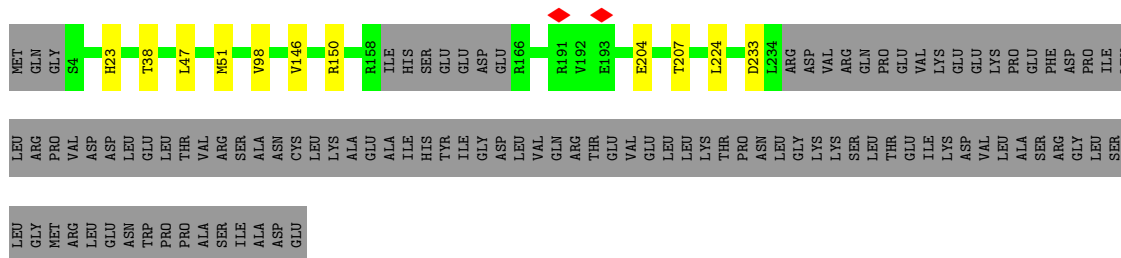 MET GLN GLY S4 H23 T38 L47 M51 V98 V146 R150 R158 ILE HIS SER GLU GLU ASP GLU R166 R191 V192 E193 E204 T207 L224 D233 L234 ARG ASP VAL ARG GLN PRO GLU VAL LYS GLU GLU LYS PRO GLU PHE ASP PRO ILE
LEU ARG PRO VAL ASP ASP LEU GLU LEU THR VAL ARG SER ALA ASN CYS LEU LYS ALA GLU ALA ILE HIS TYR ILE GLY ASP LEU VAL GLN ARG THR GLU VAL GLU LEU LEU LYS THR PRO ASN LEU GLY LYS LYS SER LEU THR GLU ILE LYS ASP VAL LEU ALA SER ARG GLY LEU SER
LEU GLY MET ARG LEU GLU ASN TRP PRO PRO ALA SER ILE ALA ASP GLU